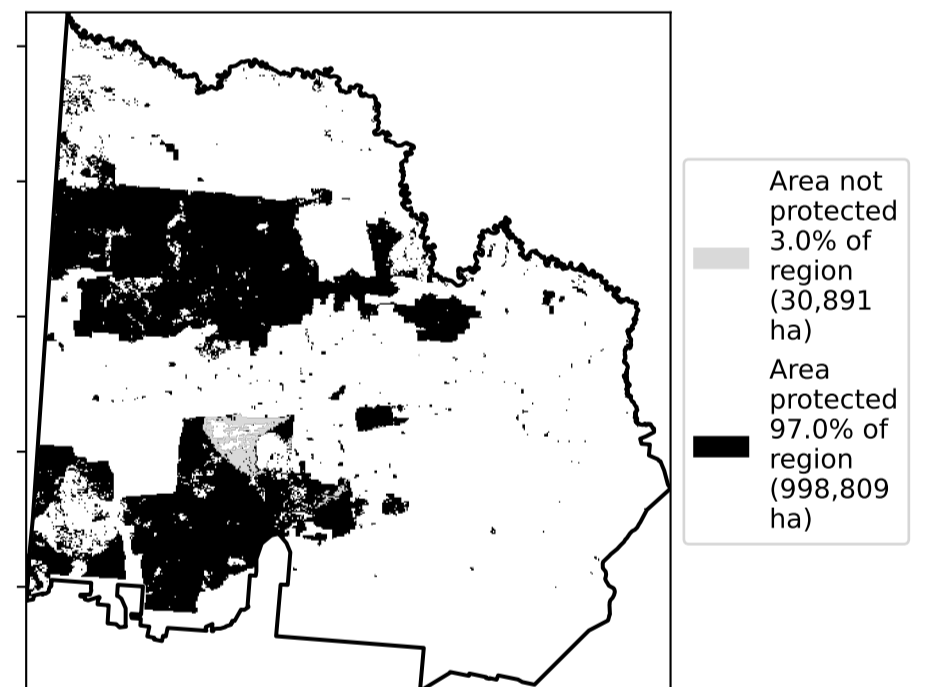 Area not
protected
3.0% of
region
(30,891
ha)
Area
protected
97.0% of
region
(998,809
ha)